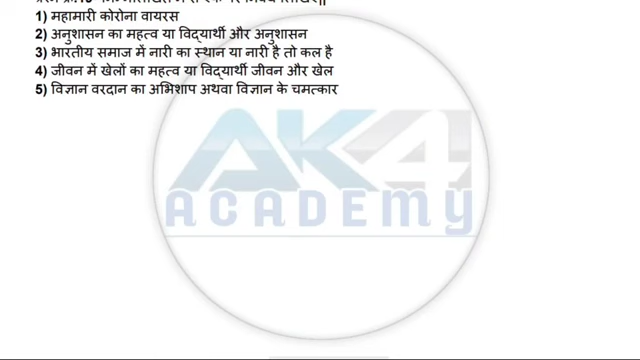 1) महामारी कोरोना वायरस
2) अनुशासन का महत्व या विद्यार्थी और अनुशासन
3) भारतीय समाज में नारी का स्थान या नारी है तो कल है
4) जीवन में खेलों का महत्व या विद्यार्थी जीवन और खेल
5) विज्ञान वरदान का अभिशाप अथवा विज्ञान के चमत्कार
AK4
ACADEMY